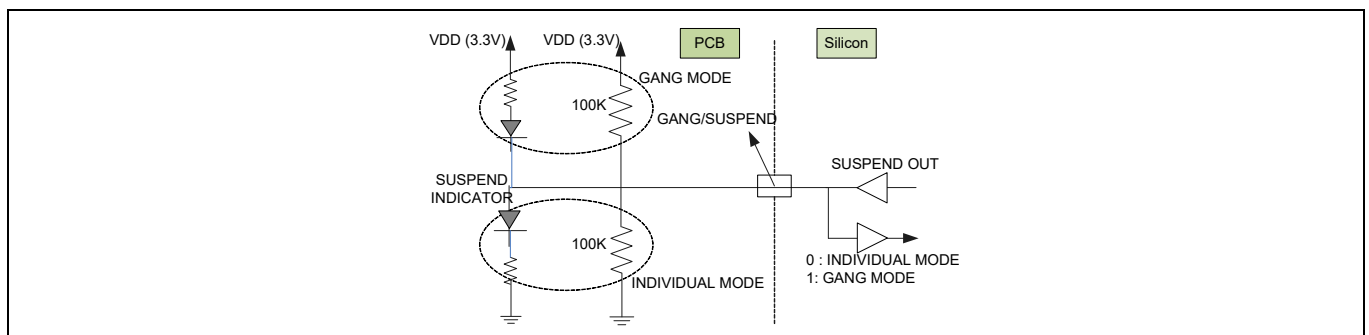 VDD (3.3V) VDD (3.3V) PCB Silicon
GANG MODE
100K
GANG/SUSPEND
SUSPEND OUT
SUSPEND
INDICATOR
100K
0 : INDIVIDUAL MODE
1: GANG MODE
INDIVIDUAL MODE